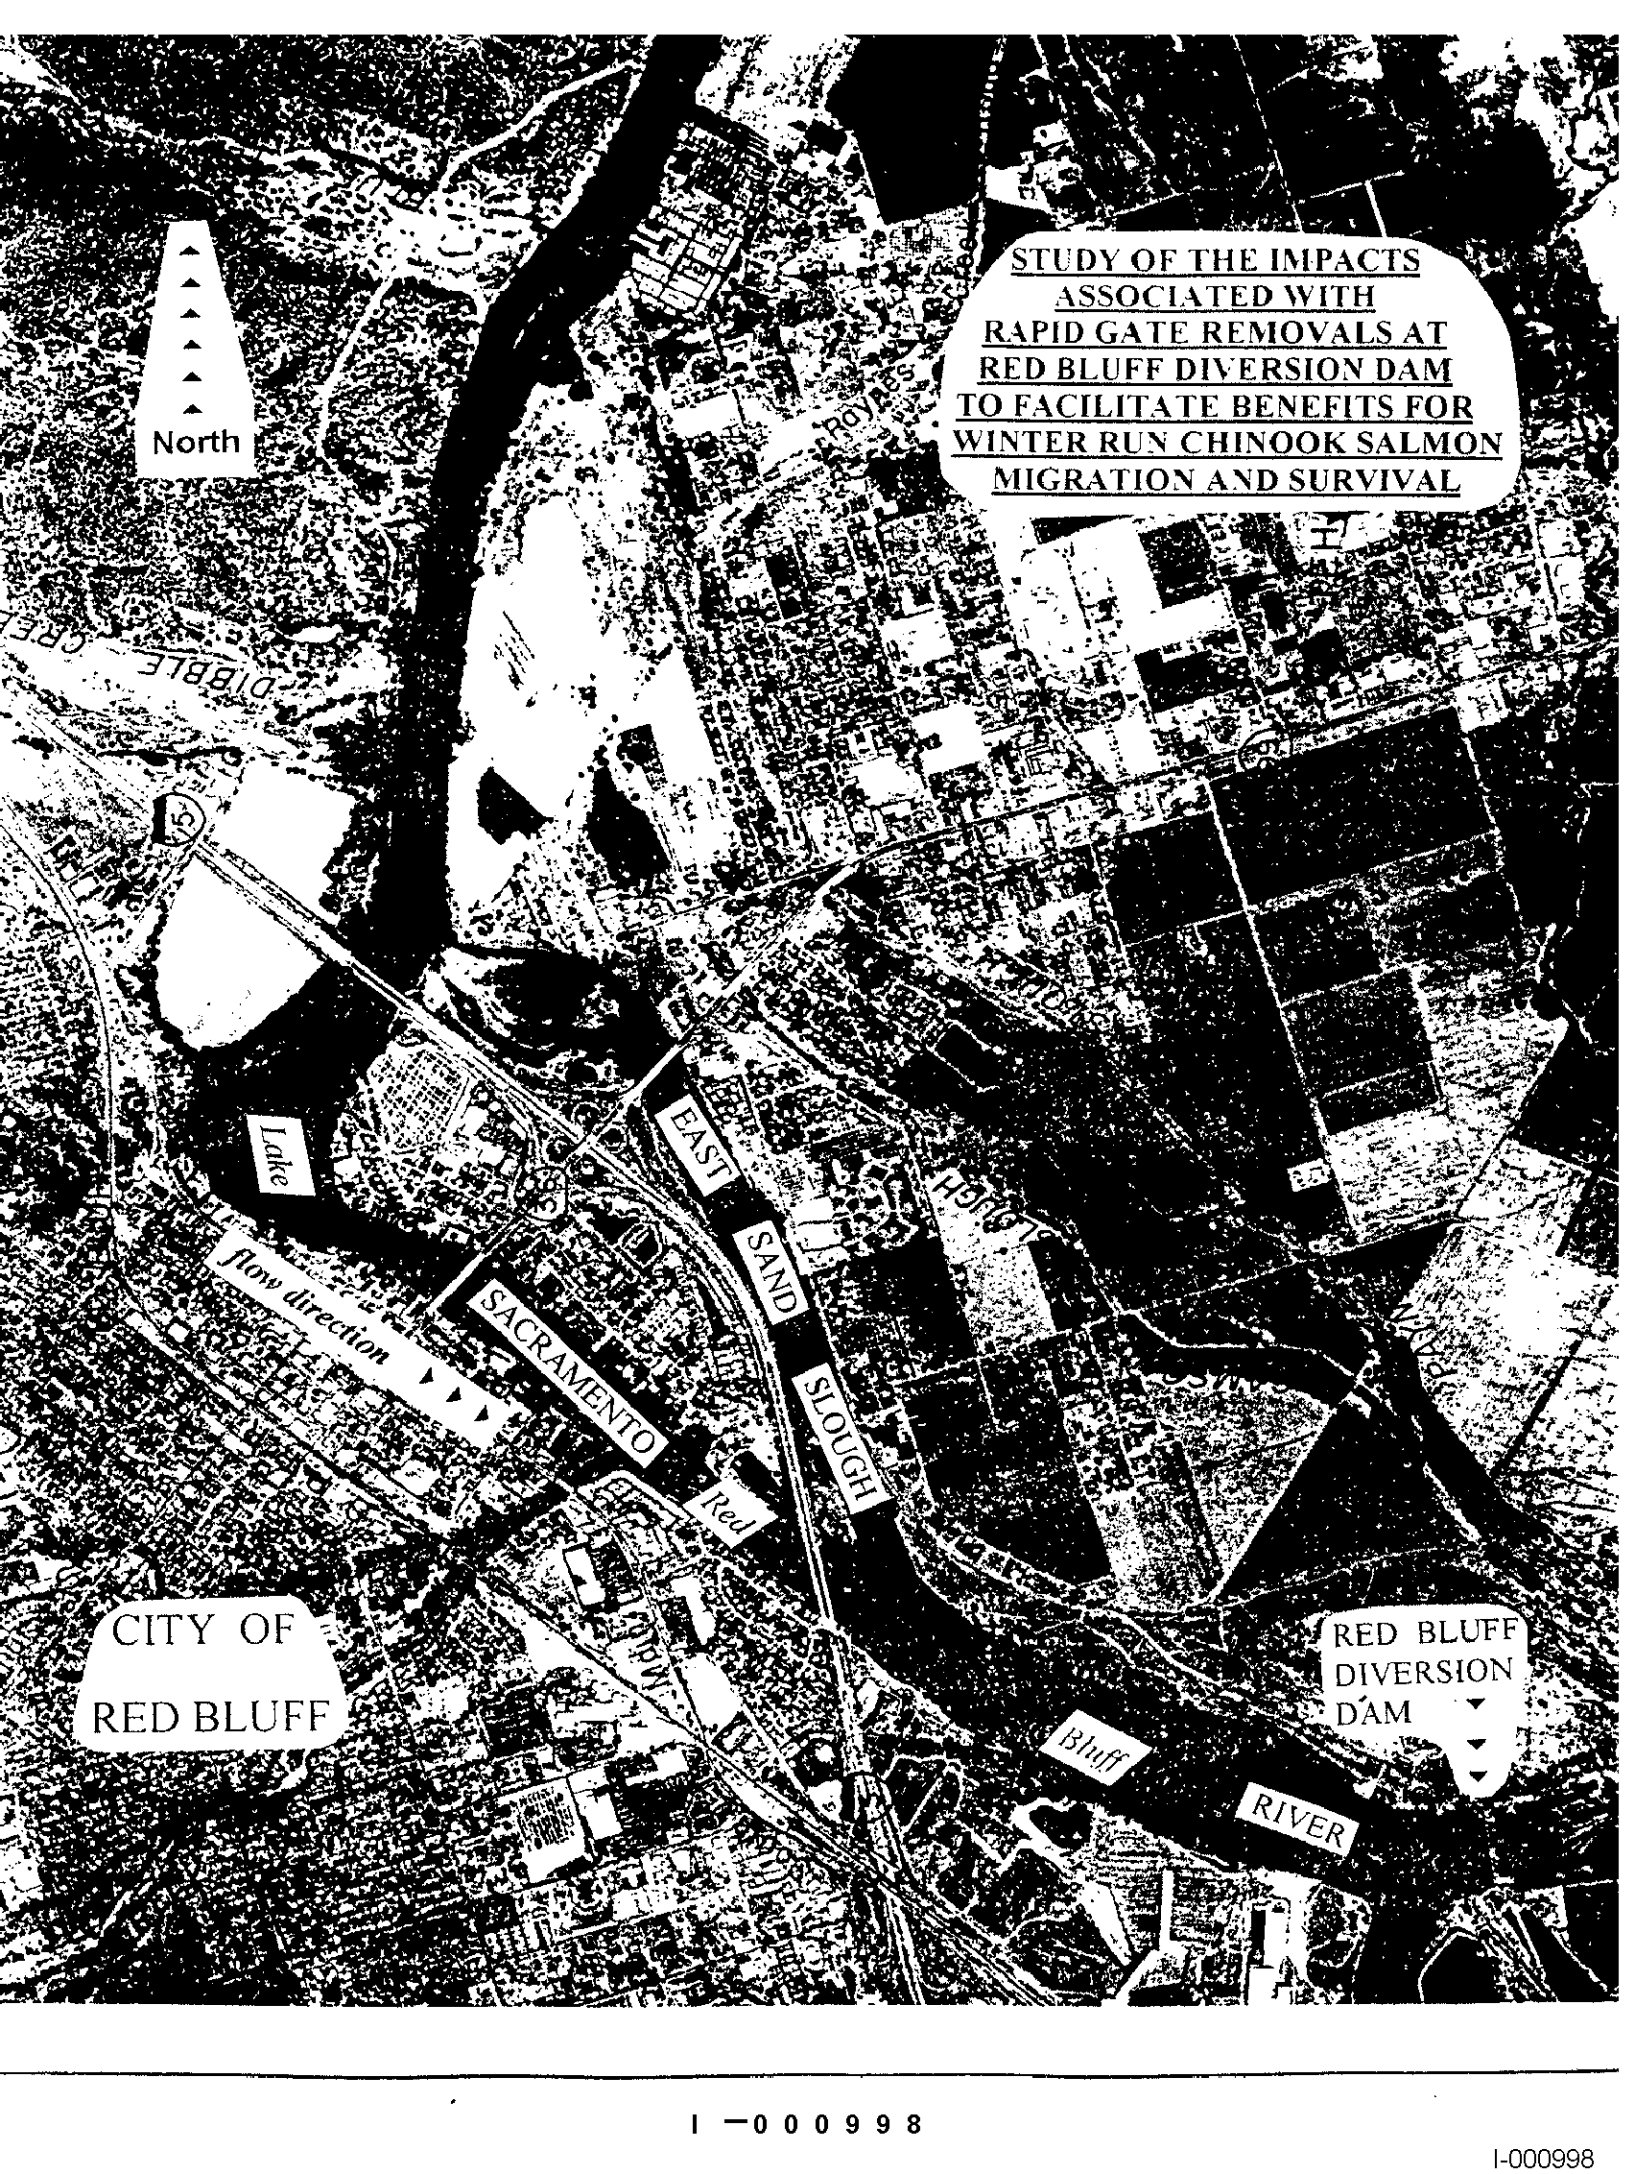 STUDY OF THE IMPACTS
ASSOCIATED WITH
RAPID GATE REMOVALS AT
RED BLUFF DIVERSION DAM
TO FACILITATE BENEFITS FOR
WINTER RUN CHINOOK SALMON
MIGRATION AND SURVIVAL
North
DIBBLE
5
Lake
EAST
SAND
SLOUGH
flow direction
SACRAMENTO
Red
CITY OF
RED BLUFF
RED BLUFF
DIVERSION
DAM
Bluff
RIVER
I-000998
I-000998